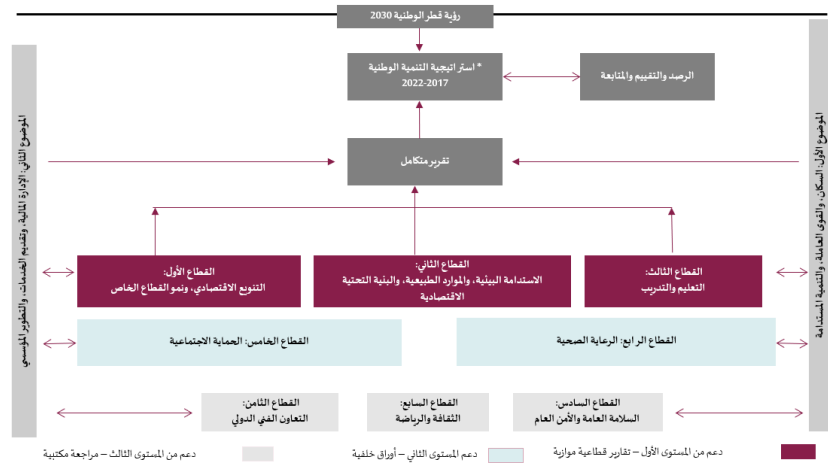 رؤية قطر الوطنية 2030
* استراتيجية التنمية الوطنية
2022-2017
الرصد والتقييم والمتابعة
تقرير متكامل
الموضوع الأول: السكان، والقوى العاملة، والتنمية المستدامة
الموضوع الثاني: الإدارة المالية، وتقديم الخدمات، والتطوير المؤسسي
القطاع الثالث:
التعليم والتدريب
القطاع الثاني:
الاستدامة البيئية، والموارد الطبيعية، والبنية التحتية
الاقتصادية
القطاع الأول:
التنويع الاقتصادي، ونمو القطاع الخاص
القطاع الرابع: الرعاية الصحية
القطاع الخامس: الحماية الاجتماعية
القطاع السادس:
السلامة العامة والأمن العام
القطاع السابع:
الثقافة والرياضة
القطاع الثامن:
التعاون الفني الدولي
دعم من المستوى الأول – تقارير قطاعية موازية
دعم المستوى الثاني – أوراق خلفية
دعم من المستوى الثالث – مراجعة مكتبية